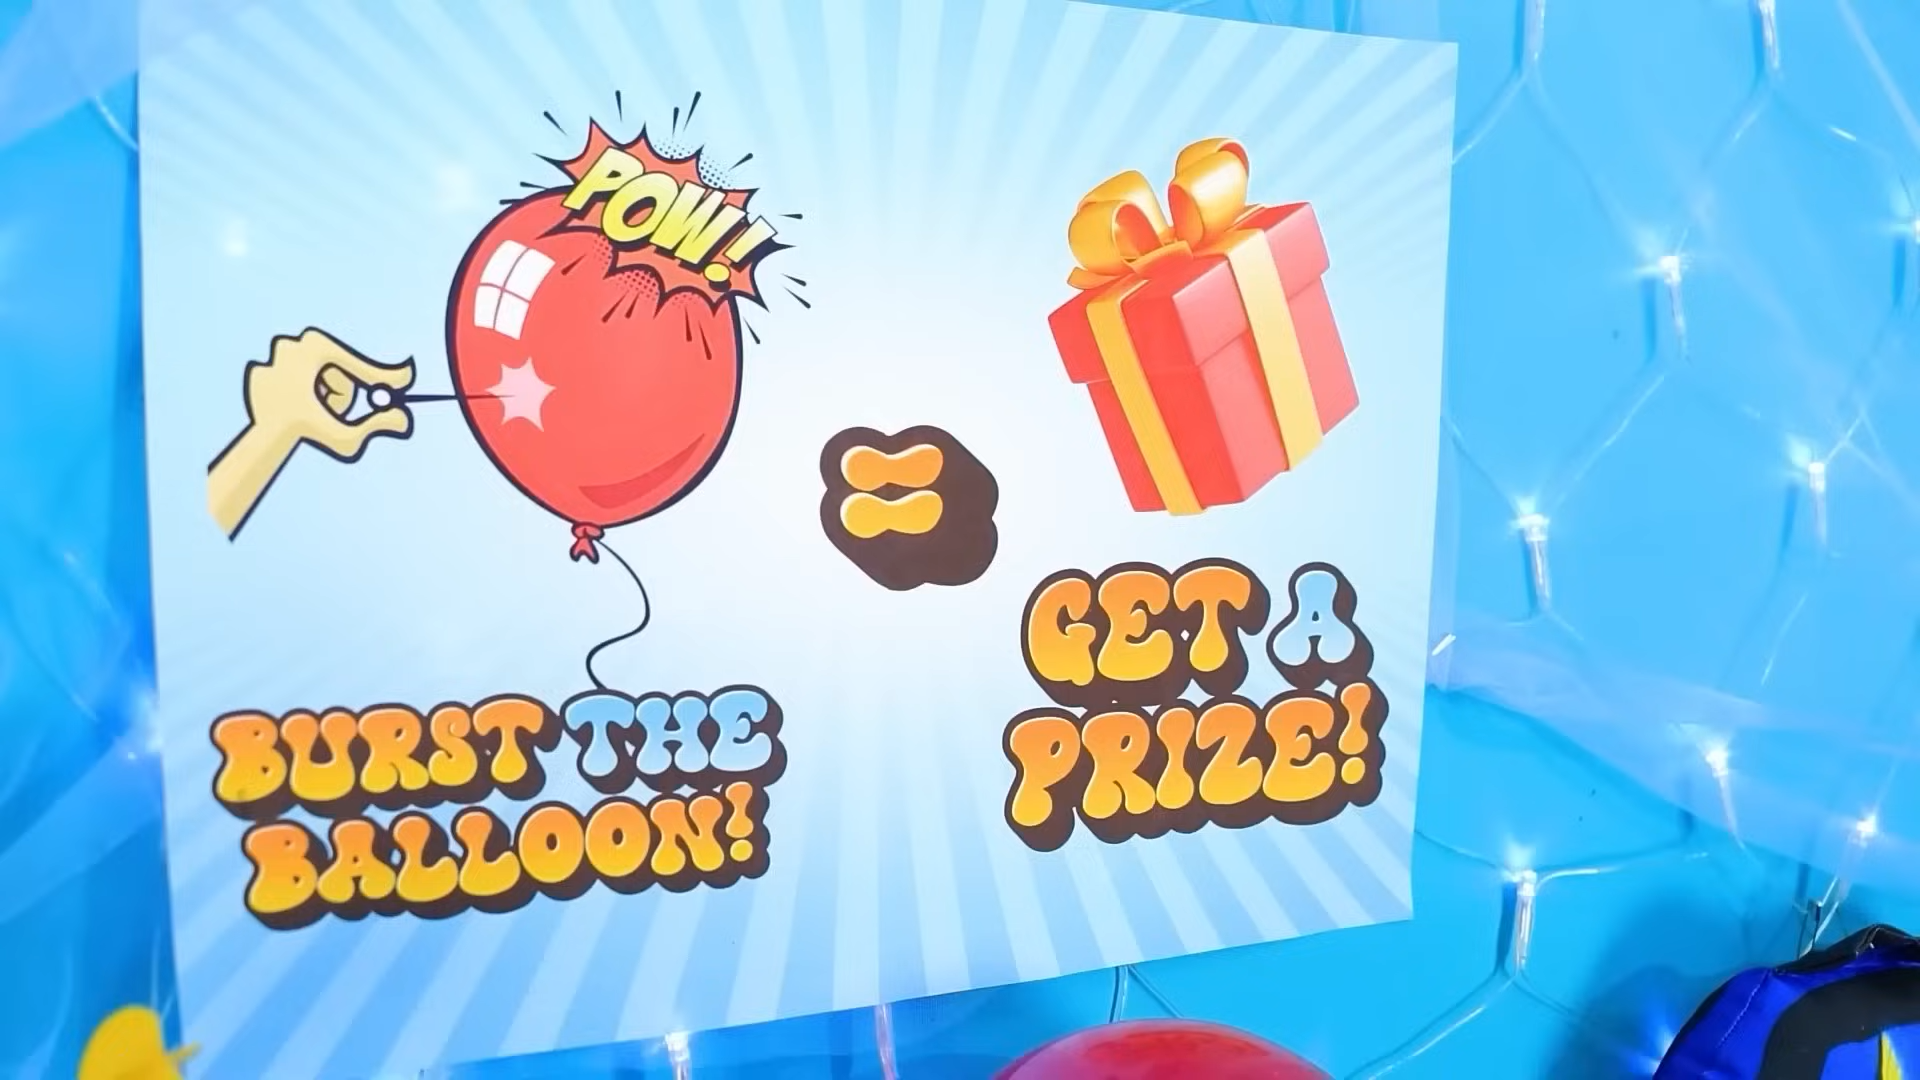 POW!
=
BURST THE
BALLOON!
GET A
PRIZE!